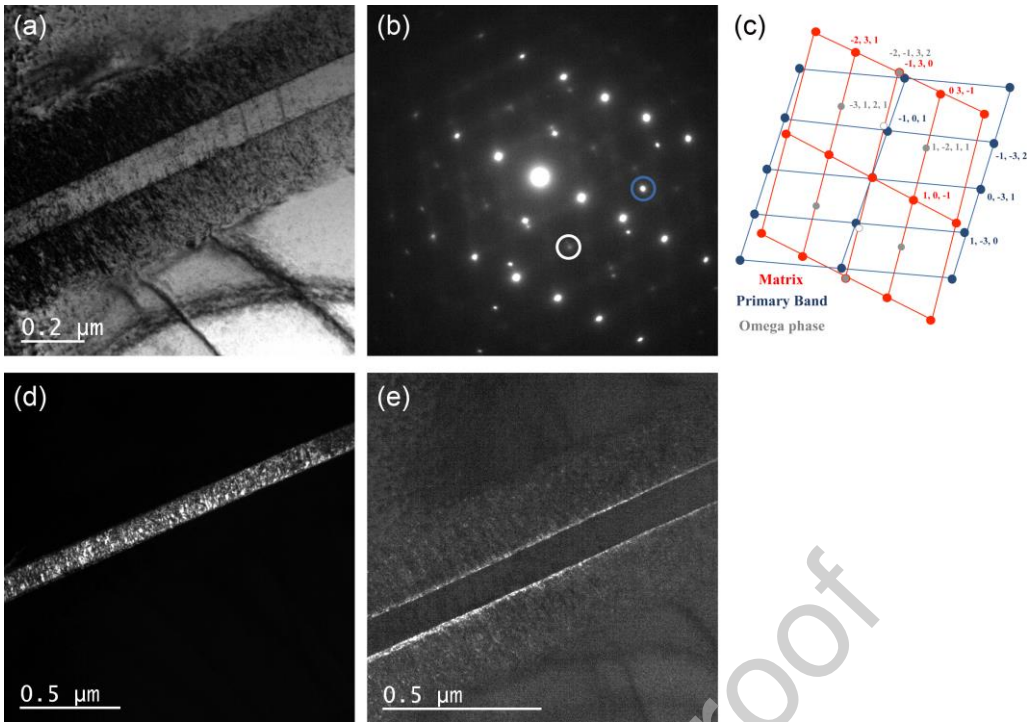 (a)
(b)
(c)
0.2 µm
-2, 3, 1
-2, -1, 3, 2
-1, 3, 0
0 3, -1
-3, 1, 2, 1
-1, 0, 1
1, -2, 1, 1
-1, -3, 2
0, -3, 1
1, 0, -1
1, -3, 0
Matrix
Primary Band
Omega phase
(d)
(e)
0.5 µm
0.5 µm
roof